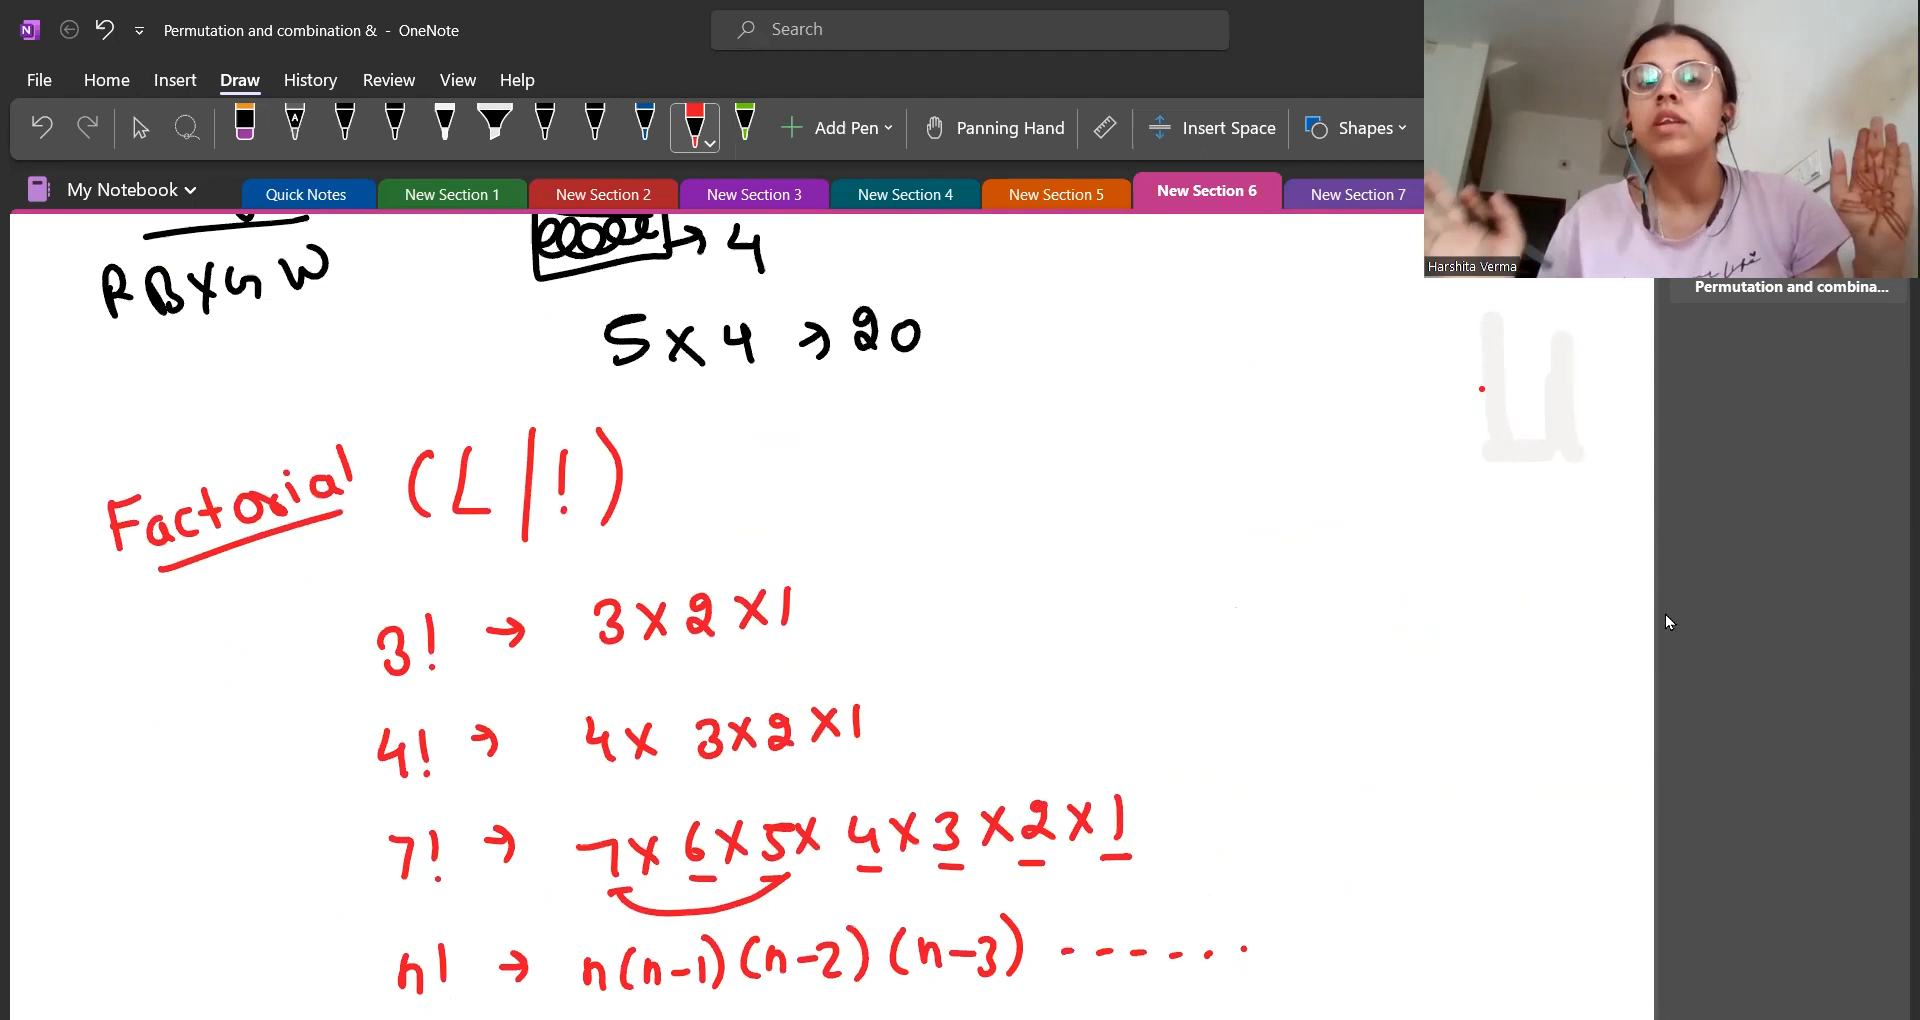 Permutation and combination & - OneNote
Search
File Home Insert Draw History Review View Help
Add Pen Panning Hand Insert Space Shapes
My Notebook Quick Notes New Section 1 New Section 2 New Section 3 New Section 4 New Section 5 New Section 6 New Section 7
Harshita Verma
Permutation and combina...
R B Y G W
→ 4
5 × 4 → 20
Factorial (L / !)
3! → 3 × 2 × 1
4! → 4 × 3 × 2 × 1
7! → 7 × 6 × 5 × 4 × 3 × 2 × 1
n! → n(n-1)(n-2)(n-3) -------